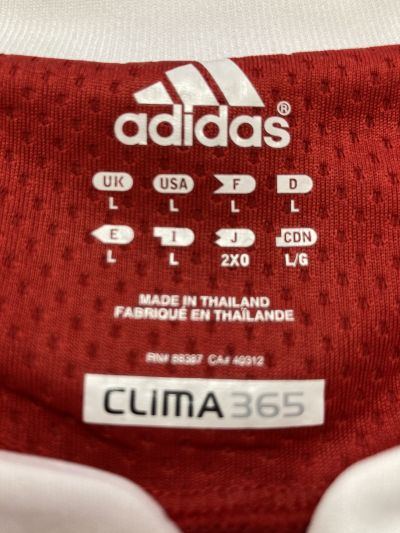 adidas®
UK USA F D
L L L L
E I J CDN
L L 2XO L/G
MADE IN THAILAND
FABRIQUÉ EN THAÏLANDE
RN# 88387 CA# 40312
CLIMA365